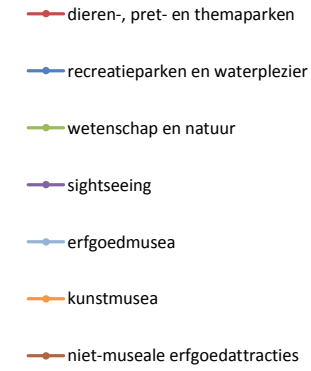 dieren-, pret- en themaparken
recreatieparken en waterplezier
wetenschap en natuur
sightseeing
erfgoedmusea
kunstmusea
niet-museale erfgoedattracties